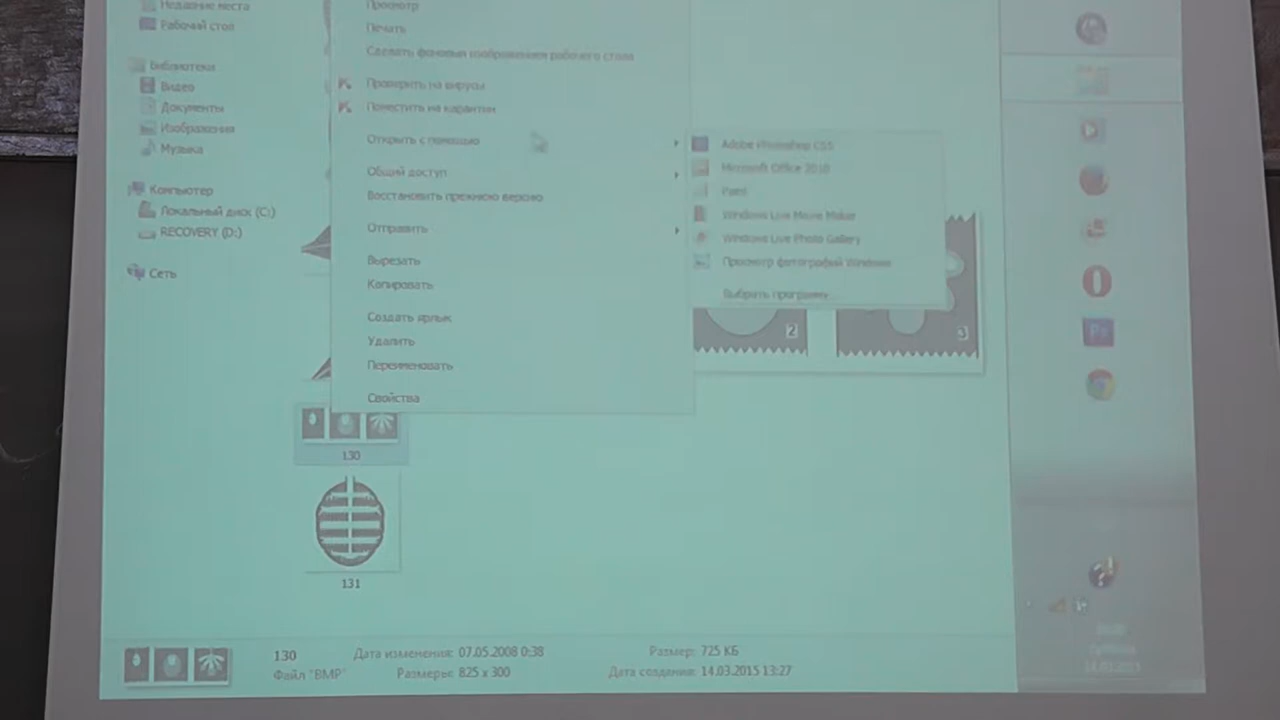 Недавние места
Рабочий стол
Библиотеки
Видео
Документы
Изображения
Музыка
Компьютер
Локальный диск (C:)
RECOVERY (D:)
Сеть
Просмотр
Печать
Сделать фоновым изображением рабочего стола
Проверить на вирусы
Поместить на карантин
Открыть с помощью
Общий доступ
Восстановить прежнюю версию
Отправить
Вырезать
Копировать
Создать ярлык
Удалить
Переименовать
Свойства
Adobe Photoshop CS5
Microsoft Office 2010
Paint
Windows Live Movie Maker
Windows Live Photo Gallery
Просмотр фотографий Windows
Выбрать программу...
2
3
Ps
130
131
130
Файл "BMP"
Дата изменения: 07.05.2008 0:38
Размеры: 825 x 300
Размер: 725 КБ
Дата создания: 14.03.2015 13:27